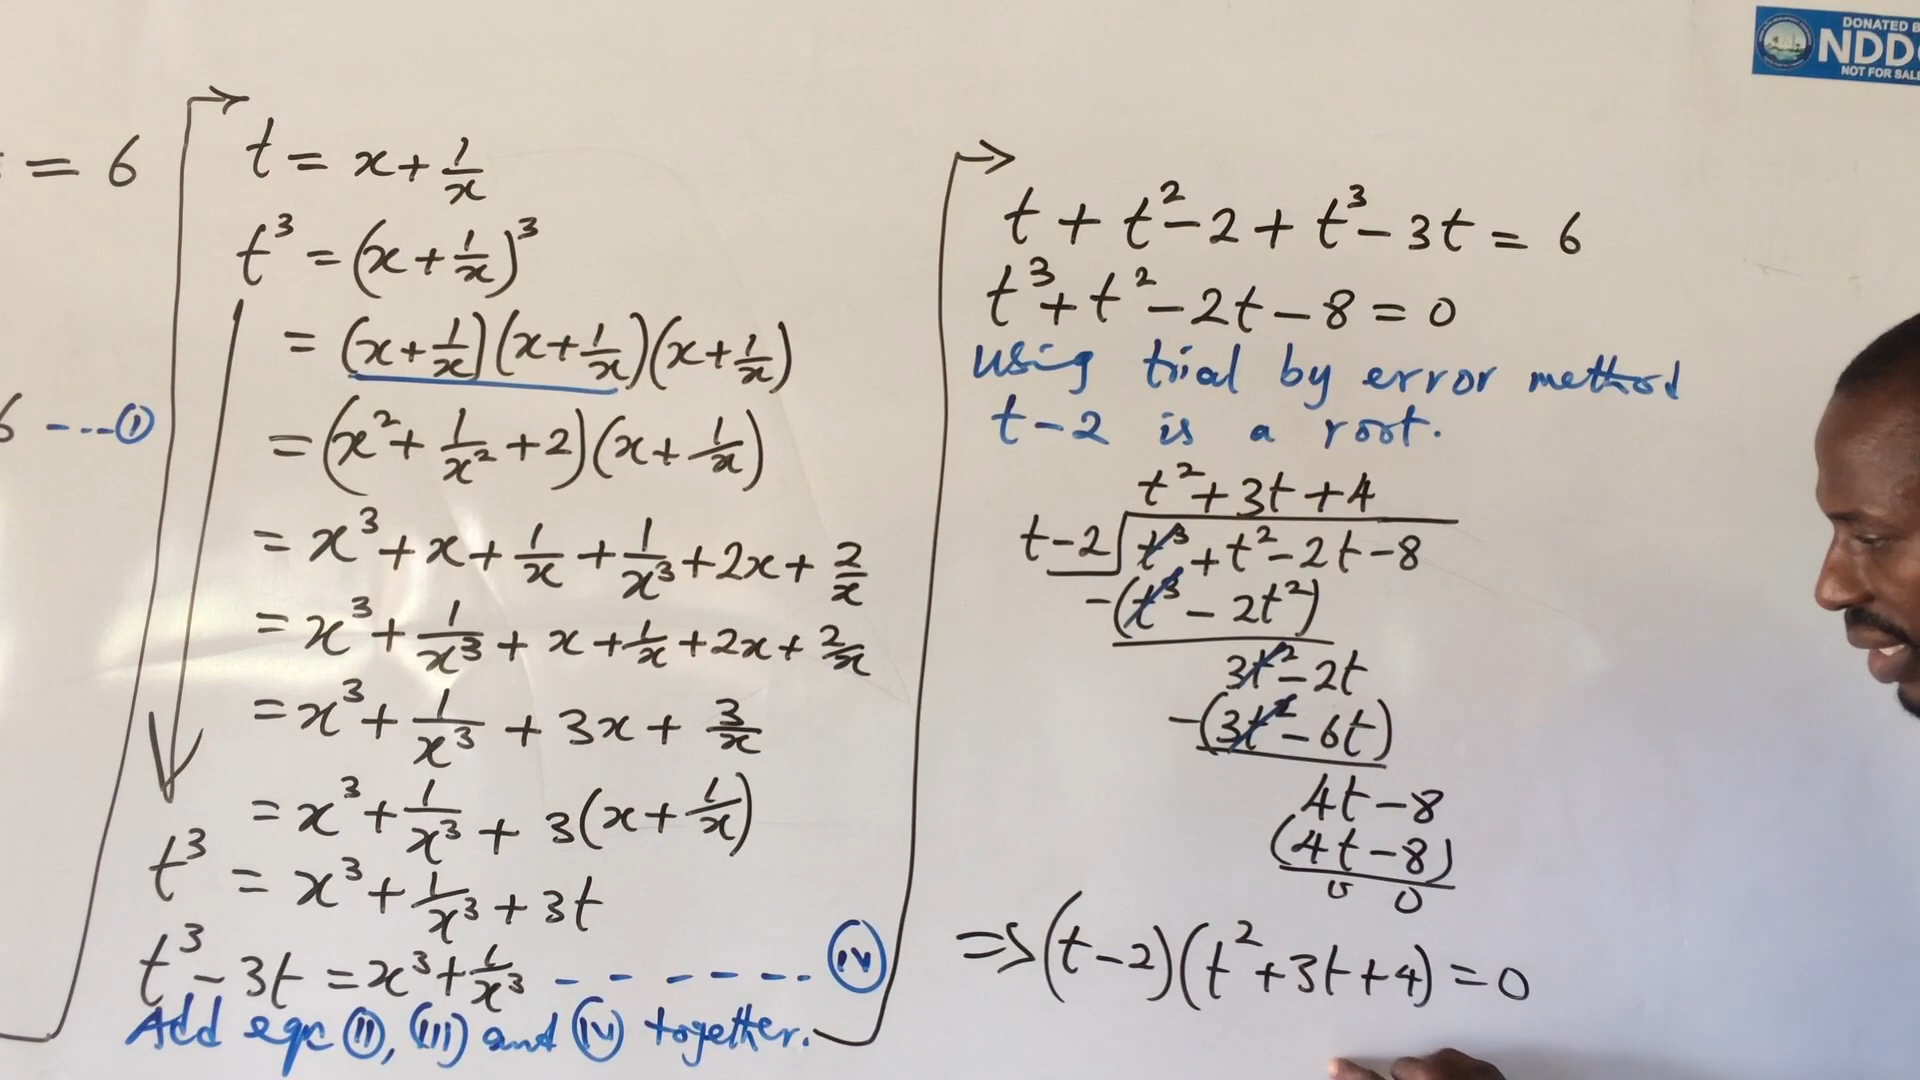 = 6
6 ---- (i)
t = x + 1/x
t³ = (x + 1/x)³
= (x + 1/x)(x + 1/x)(x + 1/x)
= (x² + 1/x² + 2)(x + 1/x)
= x³ + x + 1/x + 1/x³ + 2x + 2/x
= x³ + 1/x³ + x + 1/x + 2x + 2/x
= x³ + 1/x³ + 3x + 3/x
= x³ + 1/x³ + 3(x + 1/x)
t³ = x³ + 1/x³ + 3t
t³ - 3t = x³ + 1/x³ - - - - - - - (iv)
Add eqn (ii), (iii) and (iv) together.
t + t² - 2 + t³ - 3t = 6
t³ + t² - 2t - 8 = 0
using trial by error method
t - 2 is a root.
t² + 3t + 4
t - 2 | t³ + t² - 2t - 8
-(t³ - 2t²)
3t² - 2t
-(3t² - 6t)
4t - 8
(4t - 8)
0 0
=> (t - 2)(t² + 3t + 4) = 0
DONATED B
NDDC
NOT FOR SALE